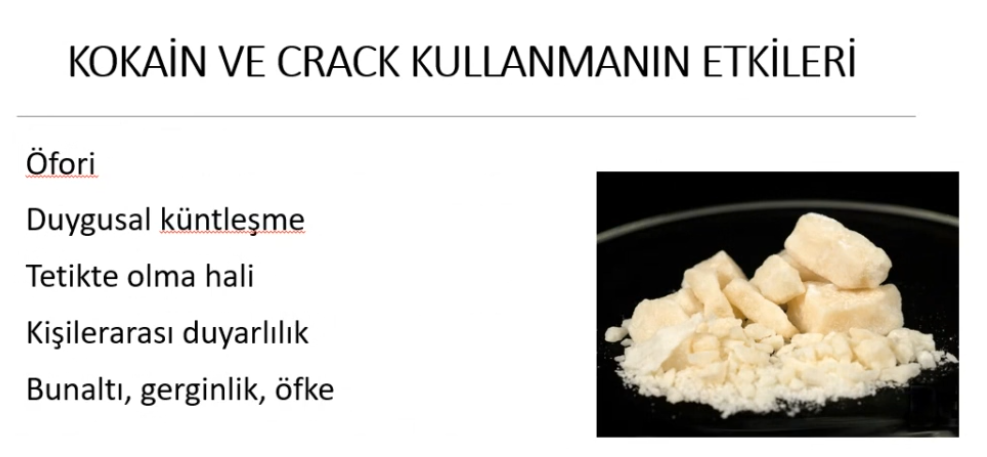 KOKAİN VE CRACK KULLANMANIN ETKİLERİ
Öfori
Duygusal küntleşme
Tetikte olma hali
Kişilerarası duyarlılık
Bunaltı, gerginlik, öfke